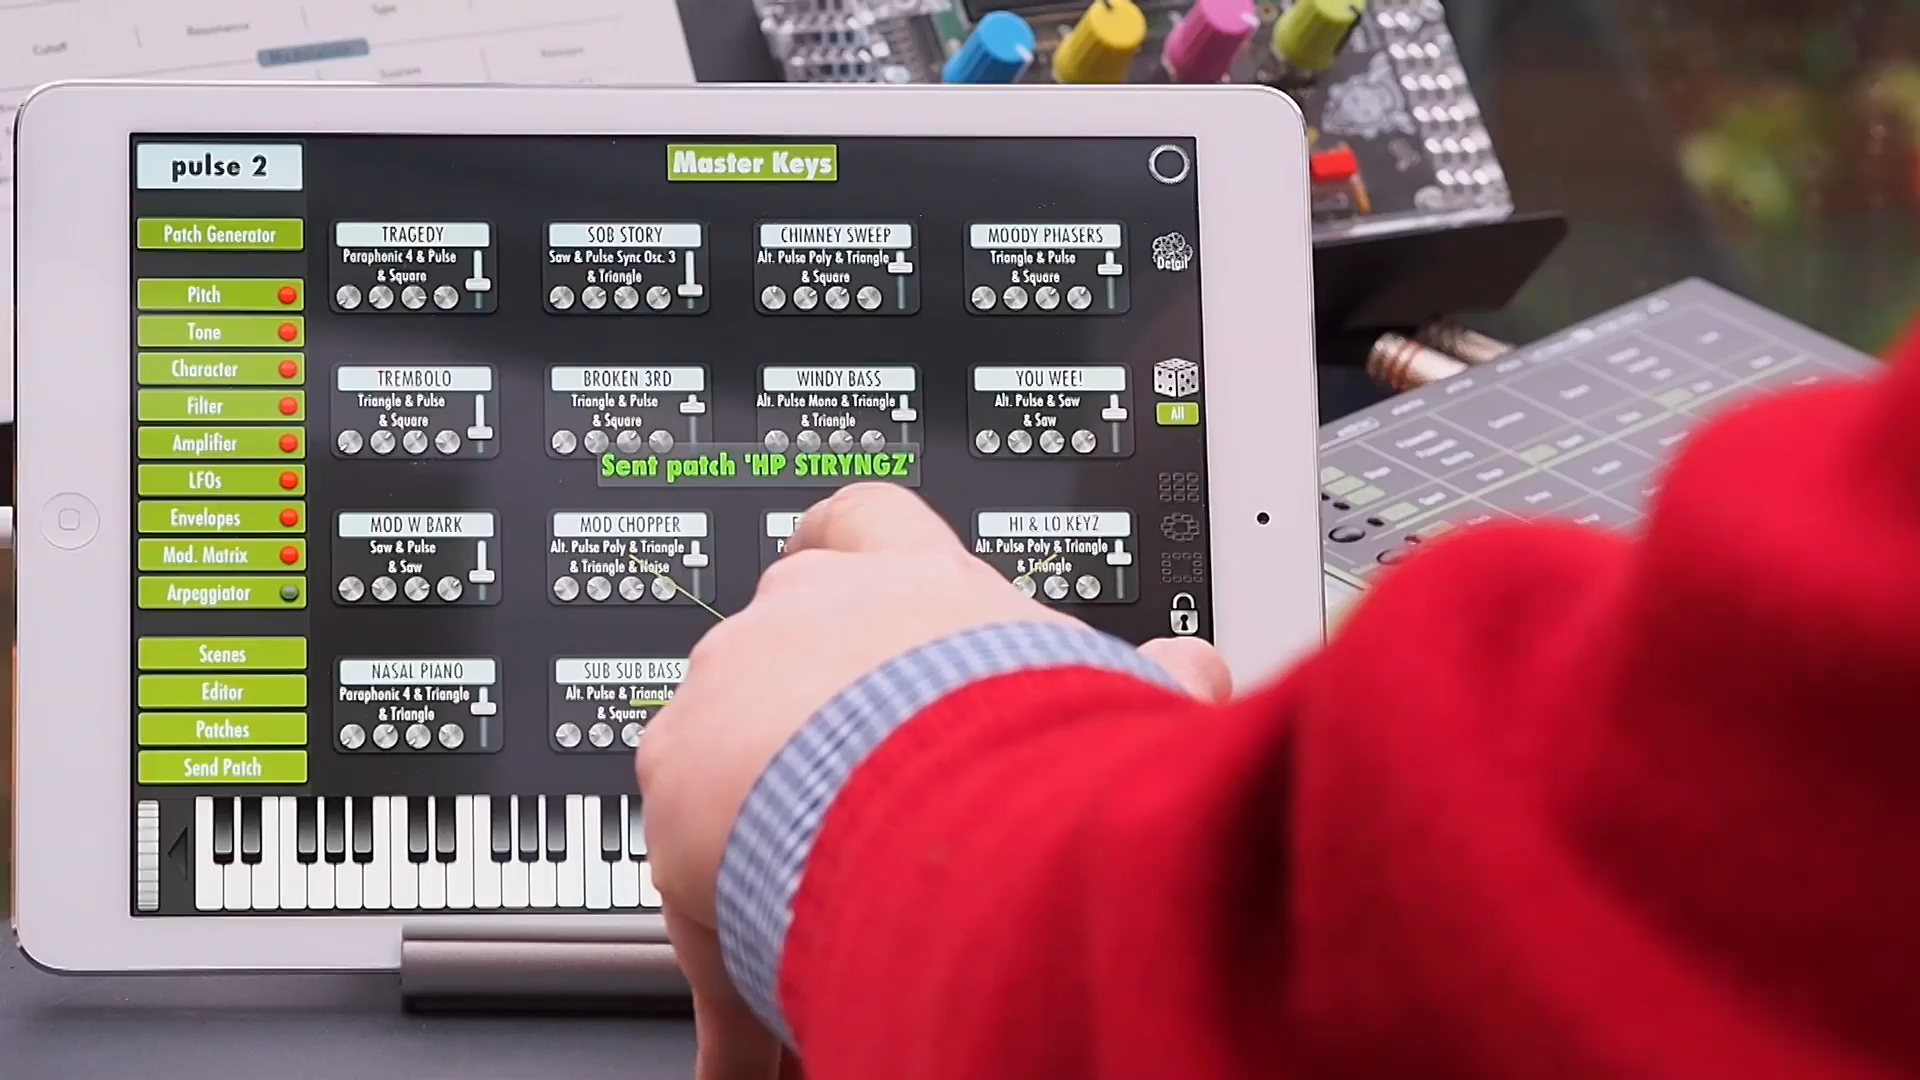 Cutoff
Resonance
pulse 2
Master Keys
Patch Generator
Pitch
Tone
Character
Filter
Amplifier
LFOs
Envelopes
Mod. Matrix
Arpeggiator
Scenes
Editor
Patches
Send Patch
TRAGEDY
Paraphonic 4 & Pulse
& Square
SOB STORY
Saw & Pulse Sync Osc. 3
& Triangle
CHIMNEY SWEEP
Alt. Pulse Poly & Triangle
& Square
MOODY PHASERS
Triangle & Pulse
& Square
Detail
TREMBOLO
Triangle & Pulse
& Square
BROKEN 3RD
Triangle & Pulse
& Square
WINDY BASS
Alt. Pulse Mono & Triangle
& Triangle
YOU WEE!
Alt. Pulse & Saw
& Saw
All
Sent patch 'HP STRYNGZ'
MOD W BARK
Saw & Pulse
& Saw
MOD CHOPPER
Alt. Pulse Poly & Triangle
& Triangle & Noise
HI & LO KEYZ
Alt. Pulse Poly & Triangle
& Triangle
NASAL PIANO
Paraphonic 4 & Triangle
& Triangle
SUB SUB BASS
Alt. Pulse & Triangle
& Square